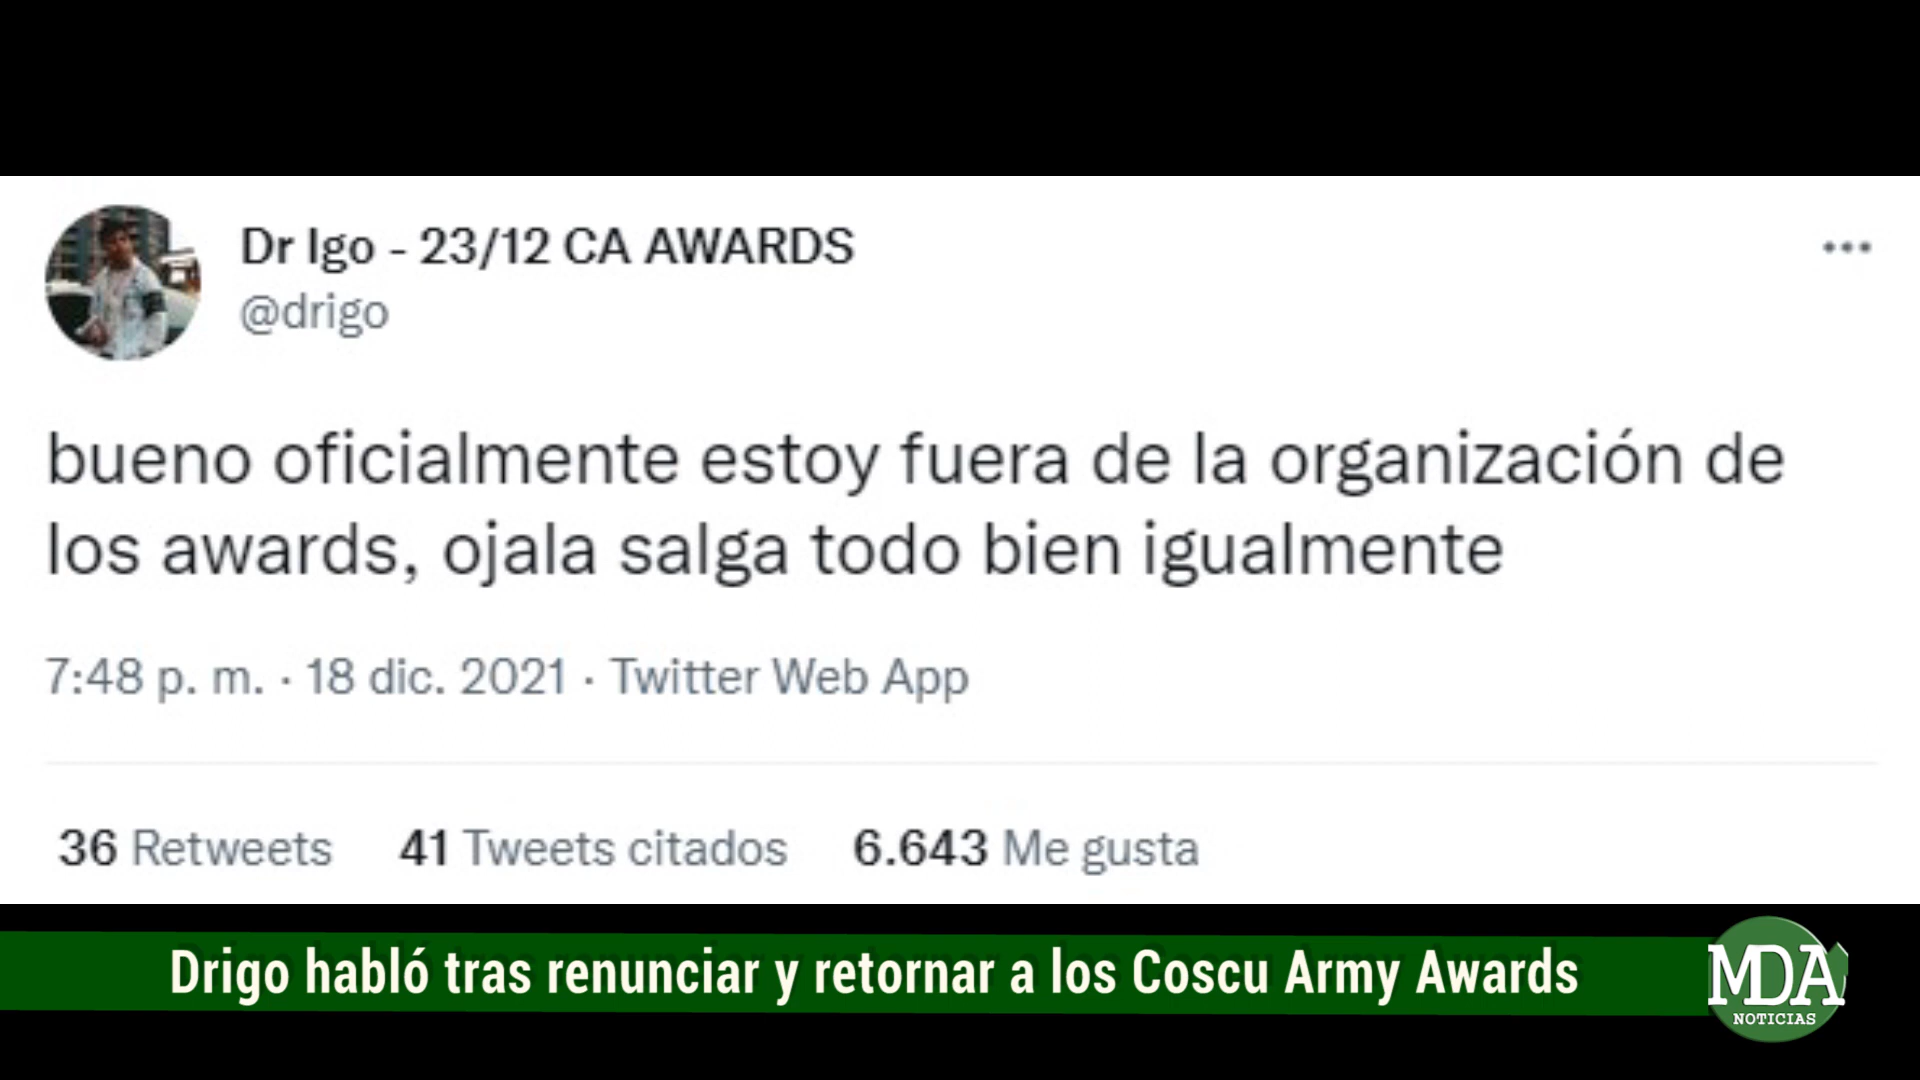 Dr Igo - 23/12 CA AWARDS
@drigo
bueno oficialmente estoy fuera de la organización de
los awards, ojala salga todo bien igualmente
7:48 p. m. · 18 dic. 2021 · Twitter Web App
36 Retweets 41 Tweets citados 6.643 Me gusta
Drigo habló tras renunciar y retornar a los Coscu Army Awards
MDA
NOTICIAS